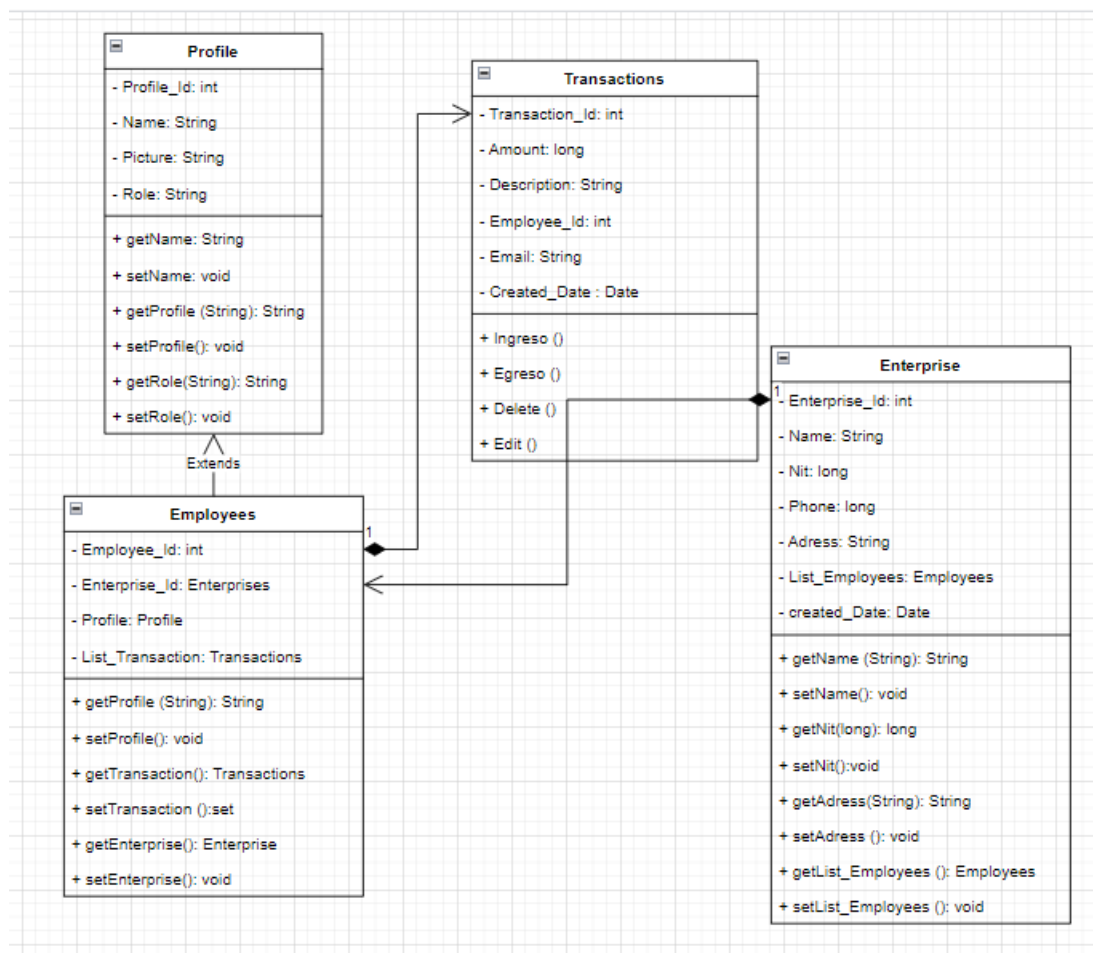 Profile
- Profile_Id: int
- Name: String
- Picture: String
- Role: String
+ getName: String
+ setName: void
+ getProfile (String): String
+ setProfile(): void
+ getRole(String): String
+ setRole(): void
Extends
Transactions
- Transaction_Id: int
- Amount: long
- Description: String
- Employee_Id: int
- Email: String
- Created_Date : Date
+ Ingreso ()
+ Egreso ()
+ Delete ()
+ Edit ()
Employees
1
- Employee_Id: int
- Enterprise_Id: Enterprises
- Profile: Profile
- List_Transaction: Transactions
+ getProfile (String): String
+ setProfile(): void
+ getTransaction(): Transactions
+ setTransaction ():set
+ getEnterprise(): Enterprise
+ setEnterprise(): void
Enterprise
1
- Enterprise_Id: int
- Name: String
- Nit: long
- Phone: long
- Adress: String
- List_Employees: Employees
- created_Date: Date
+ getName (String): String
+ setName(): void
+ getNit(long): long
+ setNit():void
+ getAdress(String): String
+ setAdress (): void
+ getList_Employees (): Employees
+ setList_Employees (): void